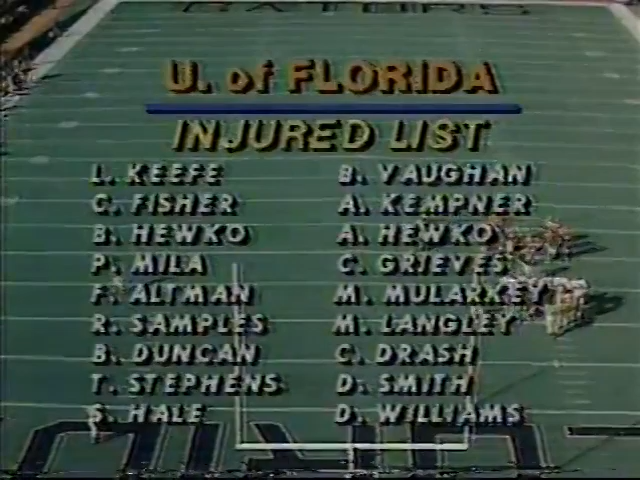 GATORS
U. of FLORIDA
INJURED LIST
L. KEEFE B. VAUGHAN
C. FISHER A. KEMPNER
B. HEWKO A. HEWKO
P. MILA C. GRIEVES
F. ALTMAN M. MULARKEY
R. SAMPLES M. LANGLEY
B. DUNCAN C. DRASH
T. STEPHENS D. SMITH
S. HALE D. WILLIAMS